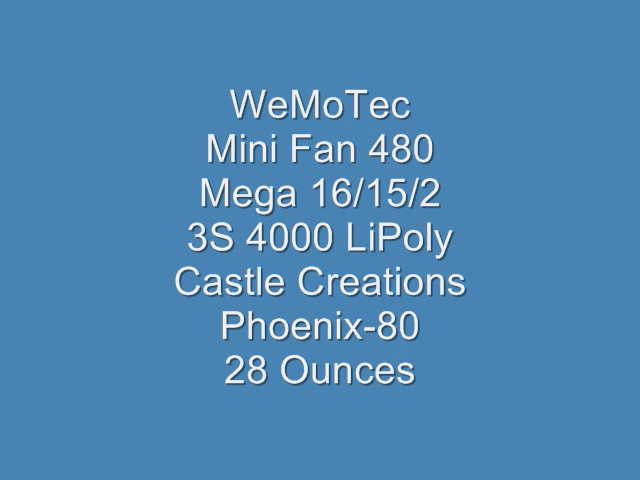 WeMoTec
Mini Fan 480
Mega 16/15/2
3S 4000 LiPoly
Castle Creations
Phoenix-80
28 Ounces